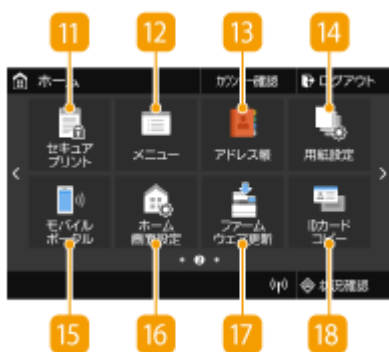 11 12 13 14
ホーム カウンター確認 ログアウト
セキュア
プリント
メニュー
アドレス帳
用紙設定
モバイル
ポータル
ホーム
画面設定
ファーム
ウエア更新
IDカード
コピー
2
状況確認
15 16 17 18